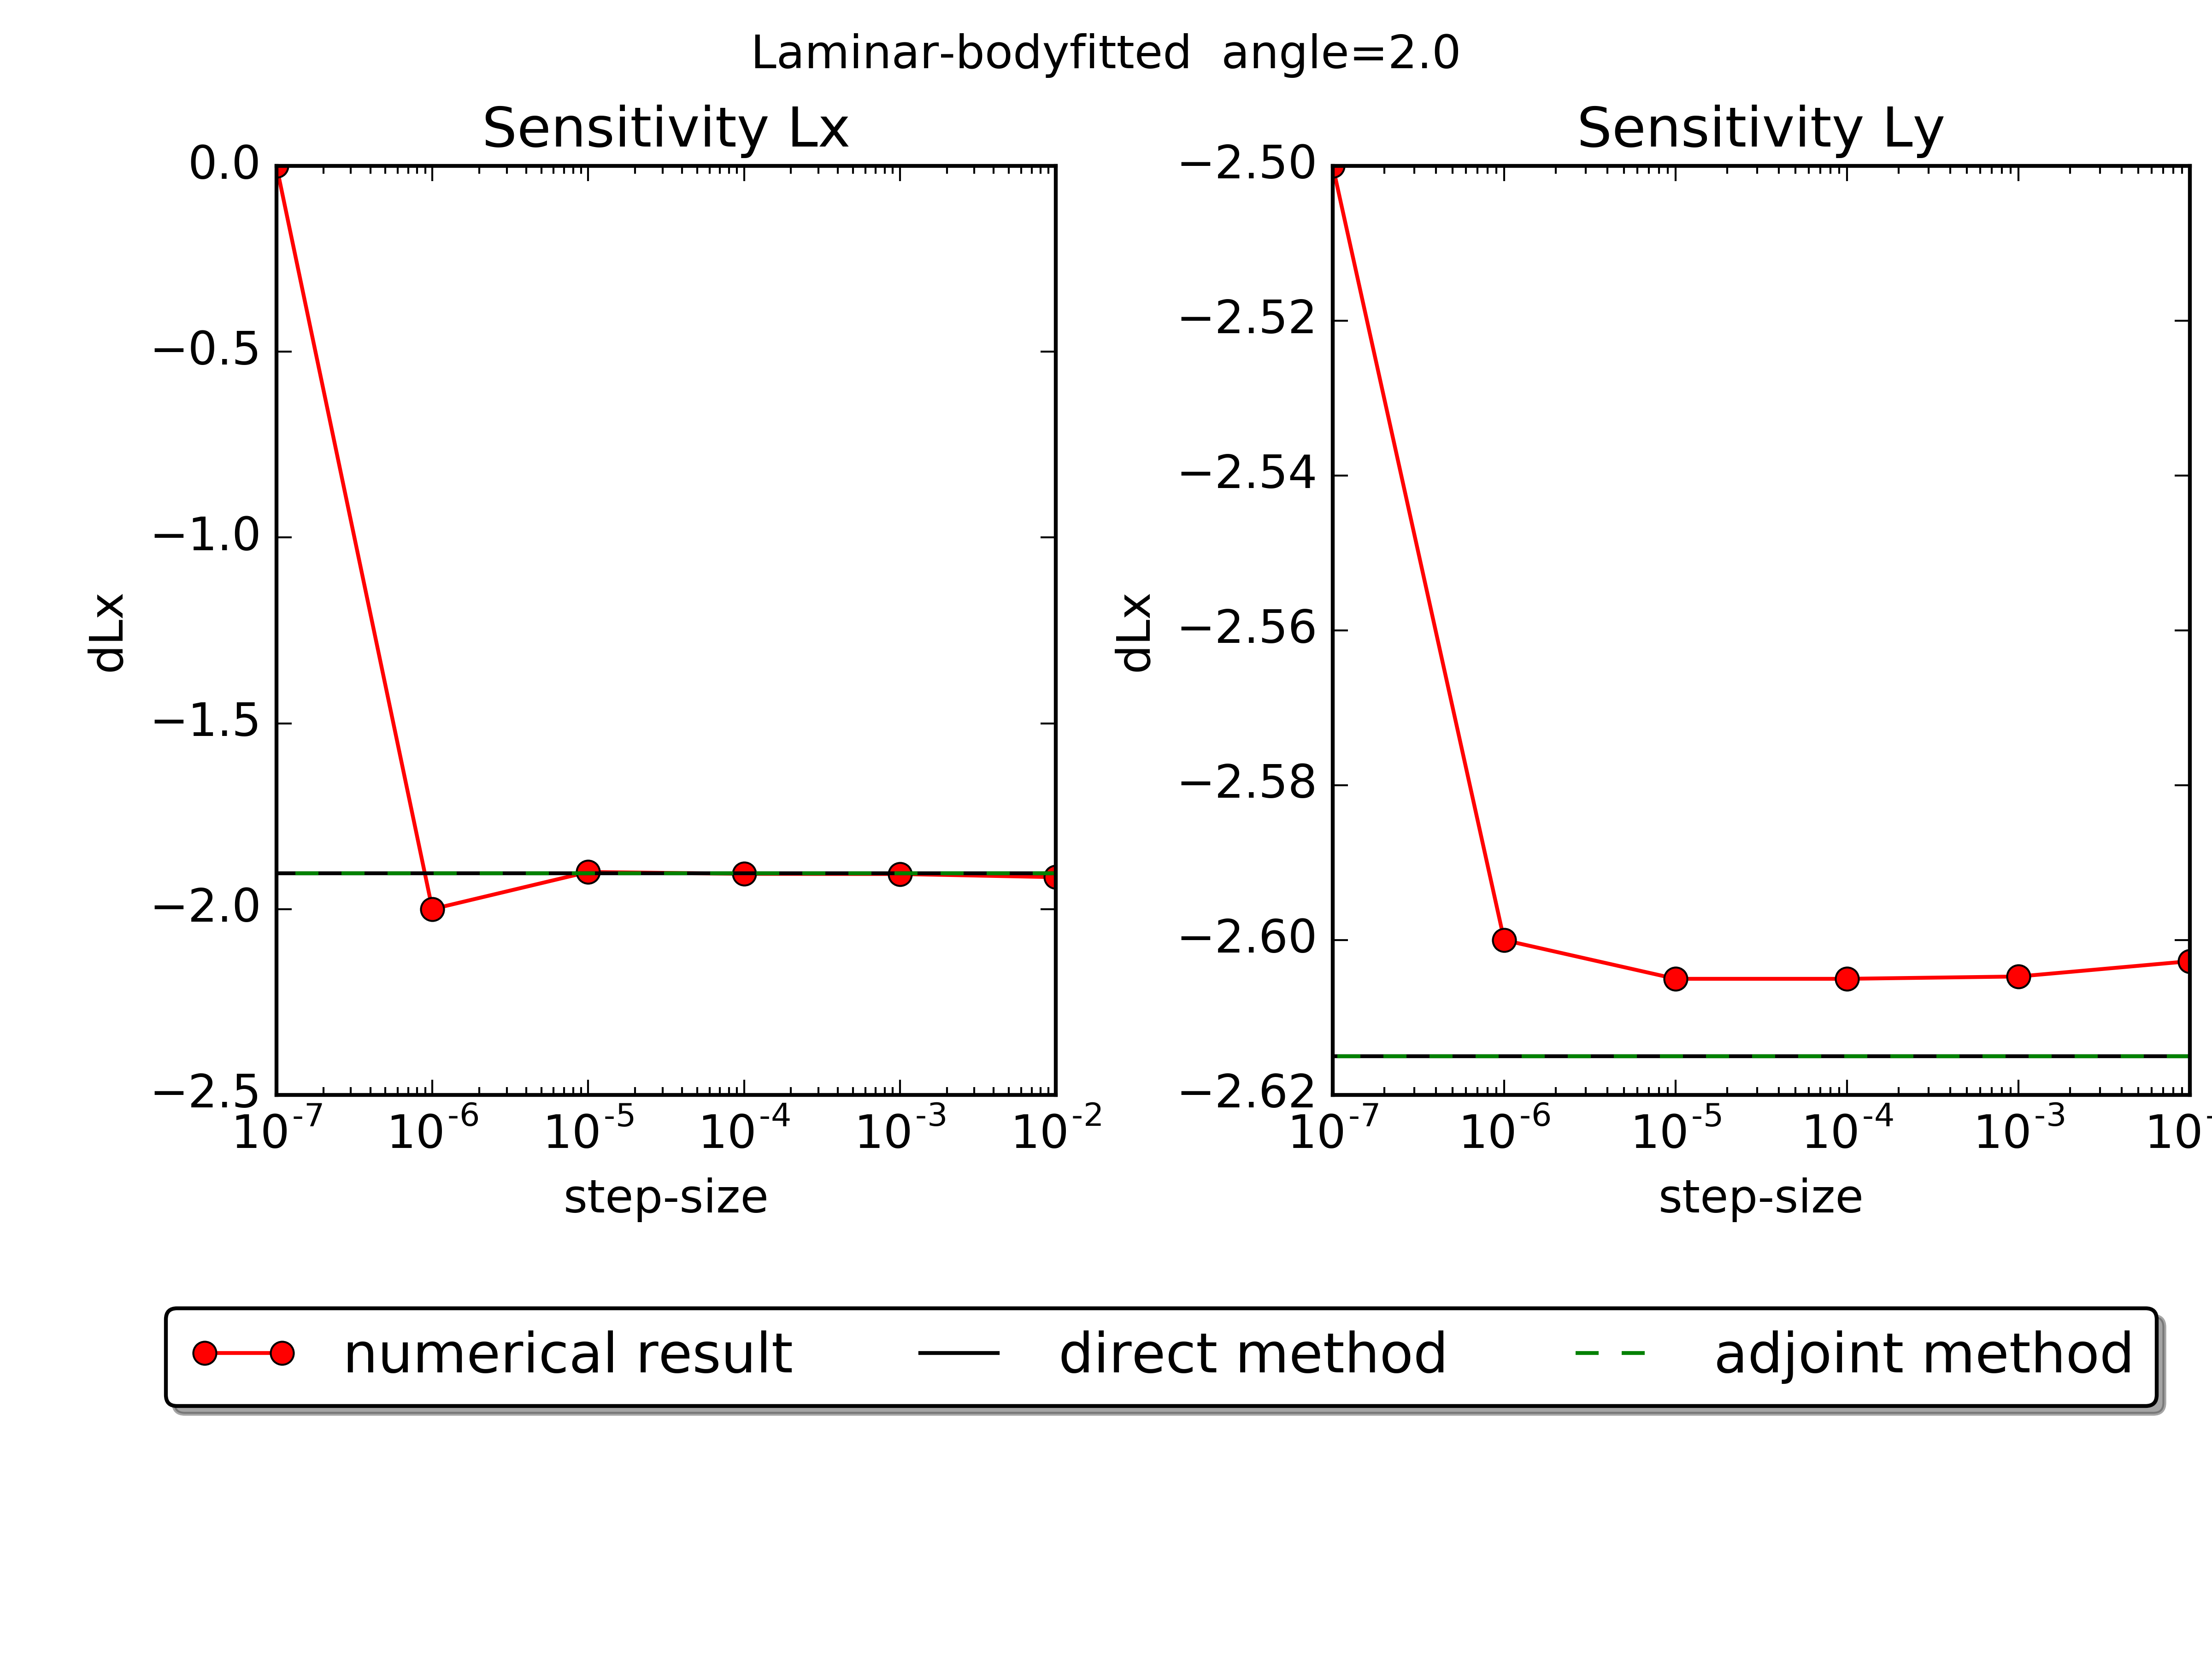 Laminar-bodyfitted angle=2.0
Sensitivity Lx
0.0
−0.5
−1.0
−1.5
−2.0
−2.5
dLx
10^-7 10^-6 10^-5 10^-4 10^-3 10^-2
step-size
Sensitivity Ly
−2.50
−2.52
−2.54
−2.56
−2.58
−2.60
−2.62
dLx
10^-7 10^-6 10^-5 10^-4 10^-3 10^-
step-size
numerical result direct method adjoint method